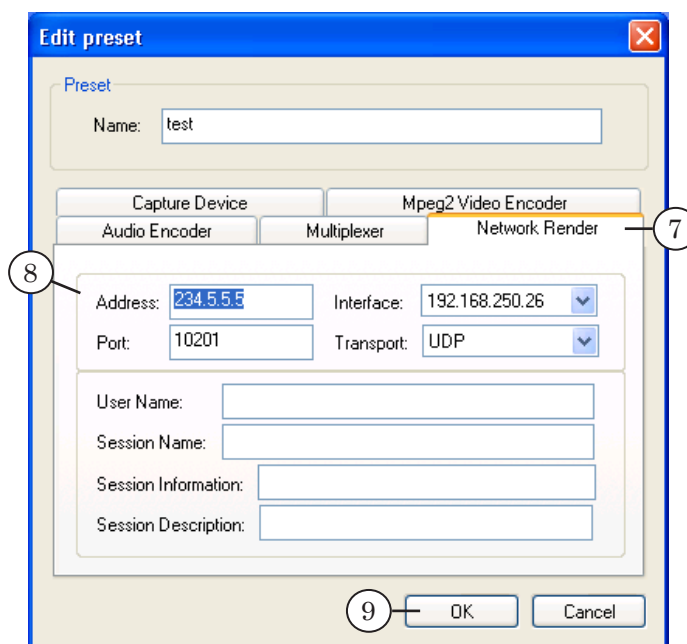 Edit preset
Preset
Name: test
Capture Device Mpeg2 Video Encoder
Audio Encoder Multiplexer Network Render 7
8
Address: 234.5.5.5 Interface: 192.168.250.26
Port: 10201 Transport: UDP
User Name:
Session Name:
Session Information:
Session Description:
9 OK Cancel